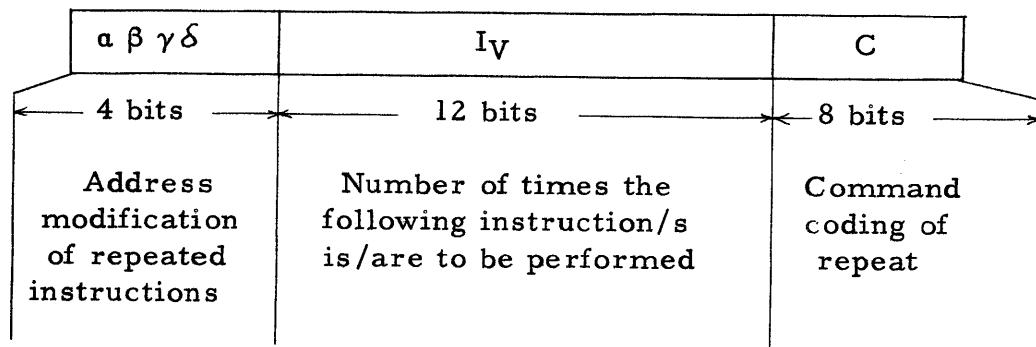 α β γ δ I_V C
4 bits 12 bits 8 bits
Address modification of repeated instructions
Number of times the following instruction/s is/are to be performed
Command coding of repeat